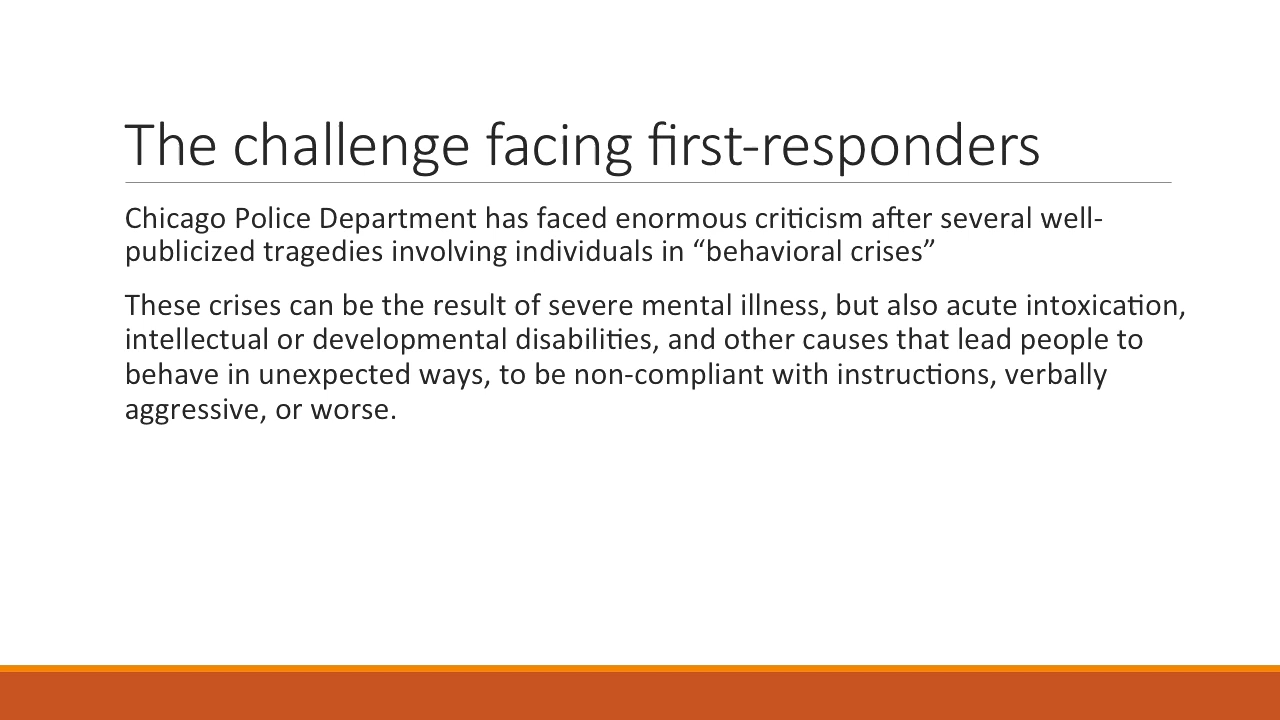 The challenge facing first-responders
Chicago Police Department has faced enormous criticism after several well-
publicized tragedies involving individuals in “behavioral crises”
These crises can be the result of severe mental illness, but also acute intoxication,
intellectual or developmental disabilities, and other causes that lead people to
behave in unexpected ways, to be non-compliant with instructions, verbally
aggressive, or worse.